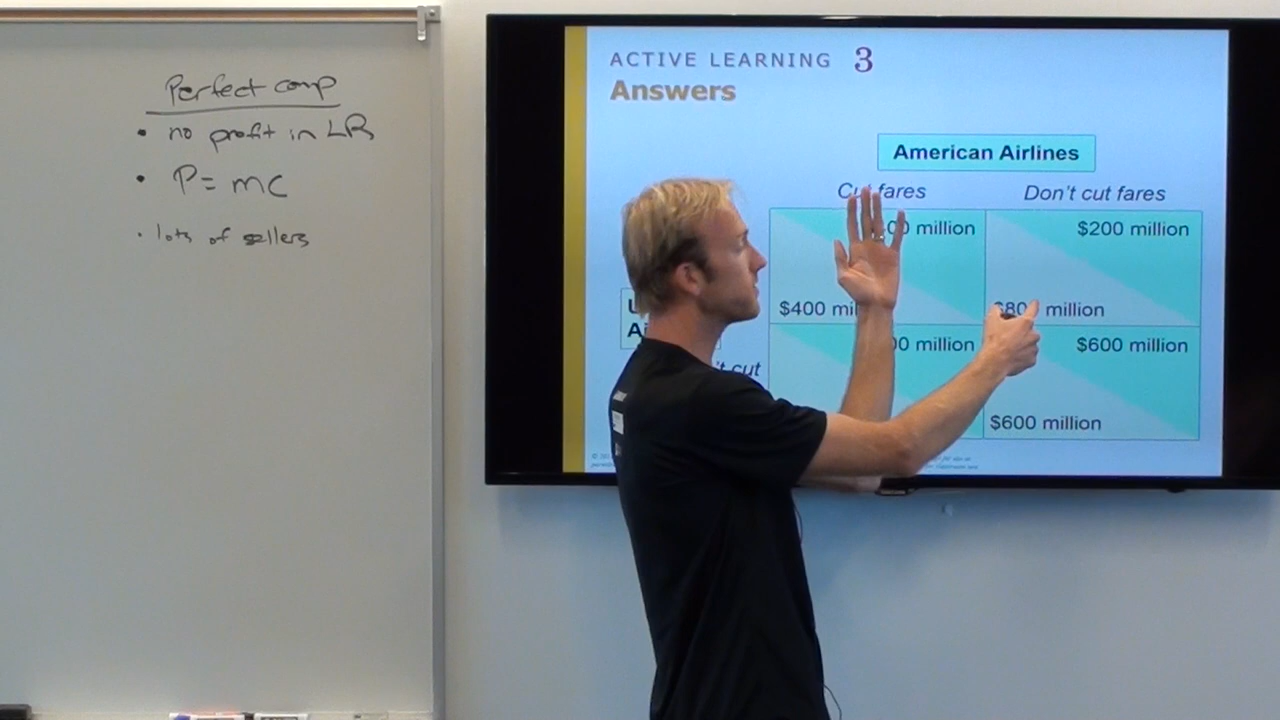 Perfect comp
• no profit in LR
• P = mc
• lots of sellers
ACTIVE LEARNING 3
Answers
American Airlines
fares Don't cut fares
million $200 million
$400 million
million $600 million
cut
$600 million